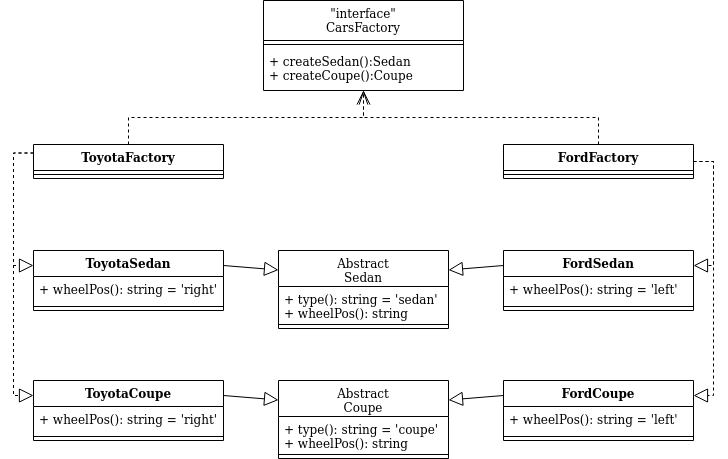 "interface"
CarsFactory
+ createSedan():Sedan
+ createCoupe():Coupe
ToyotaFactory
FordFactory
ToyotaSedan
+ wheelPos(): string = 'right'
Abstract
Sedan
+ type(): string = 'sedan'
+ wheelPos(): string
FordSedan
+ wheelPos(): string = 'left'
ToyotaCoupe
+ wheelPos(): string = 'right'
Abstract
Coupe
+ type(): string = 'coupe'
+ wheelPos(): string
FordCoupe
+ wheelPos(): string = 'left'